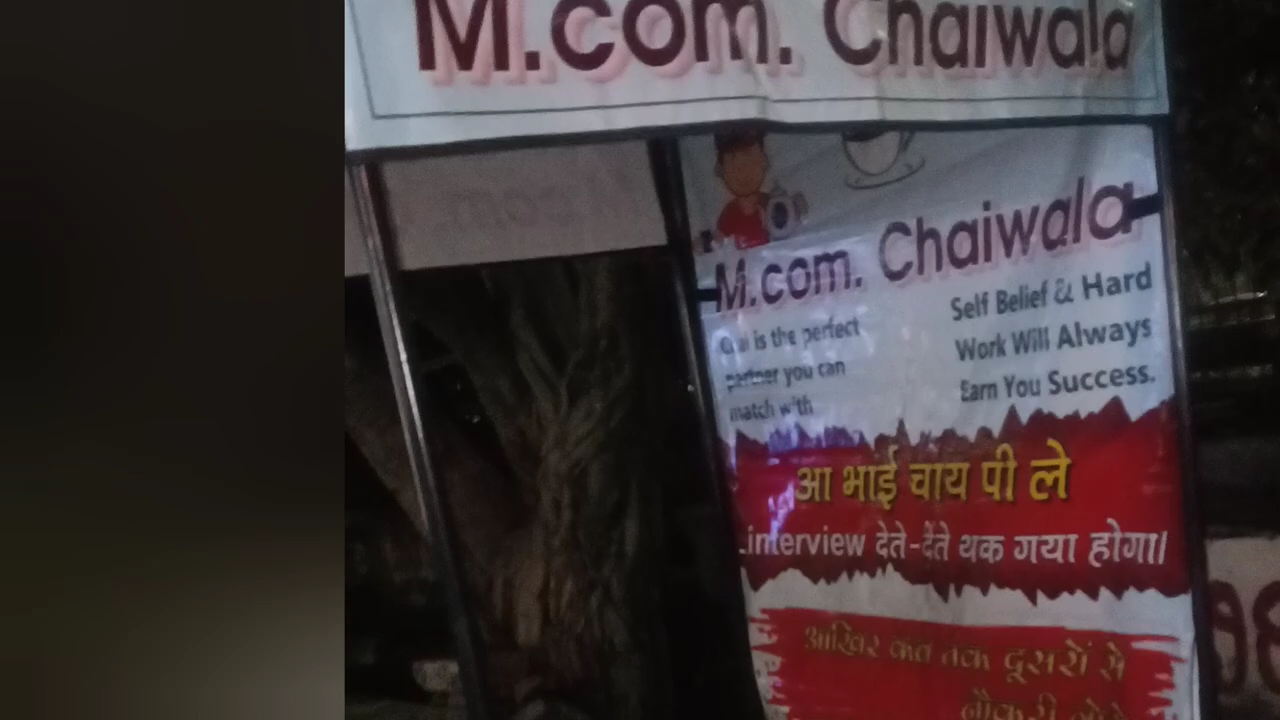 M.com. Chaiwala
M.com. Chaiwala
Chai is the perfect
partner you can
match with
Self Belief & Hard
Work Will Always
Earn You Success.
आ भाई चाय पी ले
interview देते-देते थक गया होगा।
आखिर कब तक दूसरों से
नौकरी